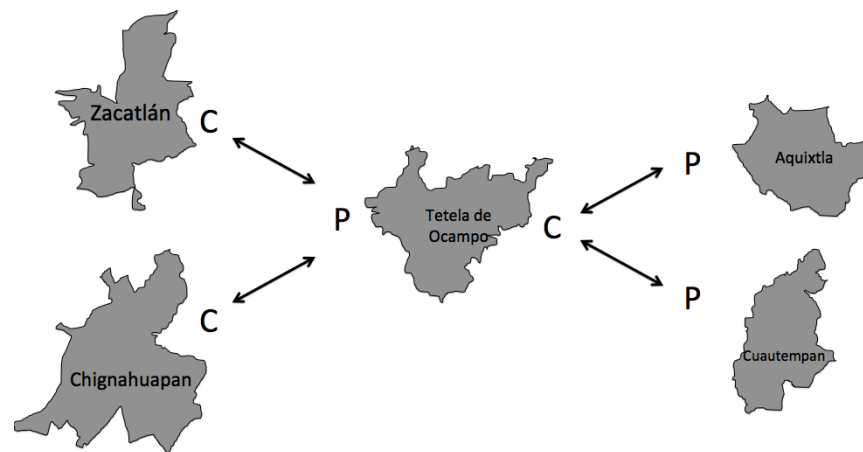 Zacatlán
C
P
Tetela de
Ocampo
C
P
Aquixtla
C
Chignahuapan
P
Cuautempan